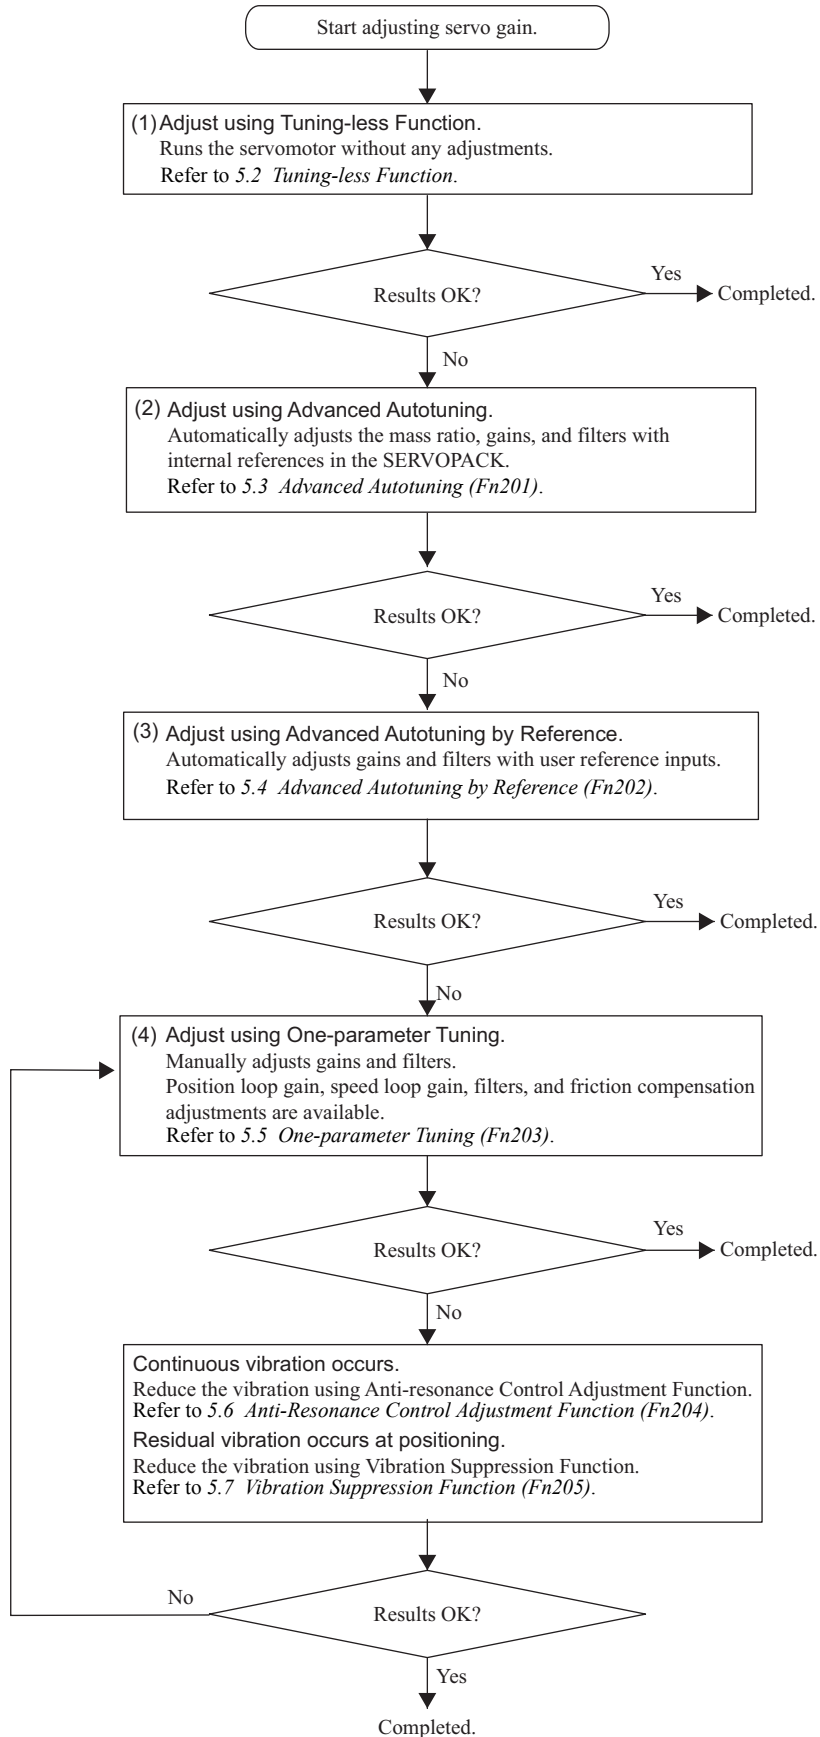 Start adjusting servo gain.
(1) Adjust using Tuning-less Function.
Runs the servomotor without any adjustments.
Refer to 5.2 Tuning-less Function.
Results OK?
Yes
Completed.
No
(2) Adjust using Advanced Autotuning.
Automatically adjusts the mass ratio, gains, and filters with
internal references in the SERVOPACK.
Refer to 5.3 Advanced Autotuning (Fn201).
Results OK?
Yes
Completed.
No
(3) Adjust using Advanced Autotuning by Reference.
Automatically adjusts gains and filters with user reference inputs.
Refer to 5.4 Advanced Autotuning by Reference (Fn202).
Results OK?
Yes
Completed.
No
(4) Adjust using One-parameter Tuning.
Manually adjusts gains and filters.
Position loop gain, speed loop gain, filters, and friction compensation
adjustments are available.
Refer to 5.5 One-parameter Tuning (Fn203).
Results OK?
Yes
Completed.
No
Continuous vibration occurs.
Reduce the vibration using Anti-resonance Control Adjustment Function.
Refer to 5.6 Anti-Resonance Control Adjustment Function (Fn204).
Residual vibration occurs at positioning.
Reduce the vibration using Vibration Suppression Function.
Refer to 5.7 Vibration Suppression Function (Fn205).
No
Results OK?
Yes
Completed.